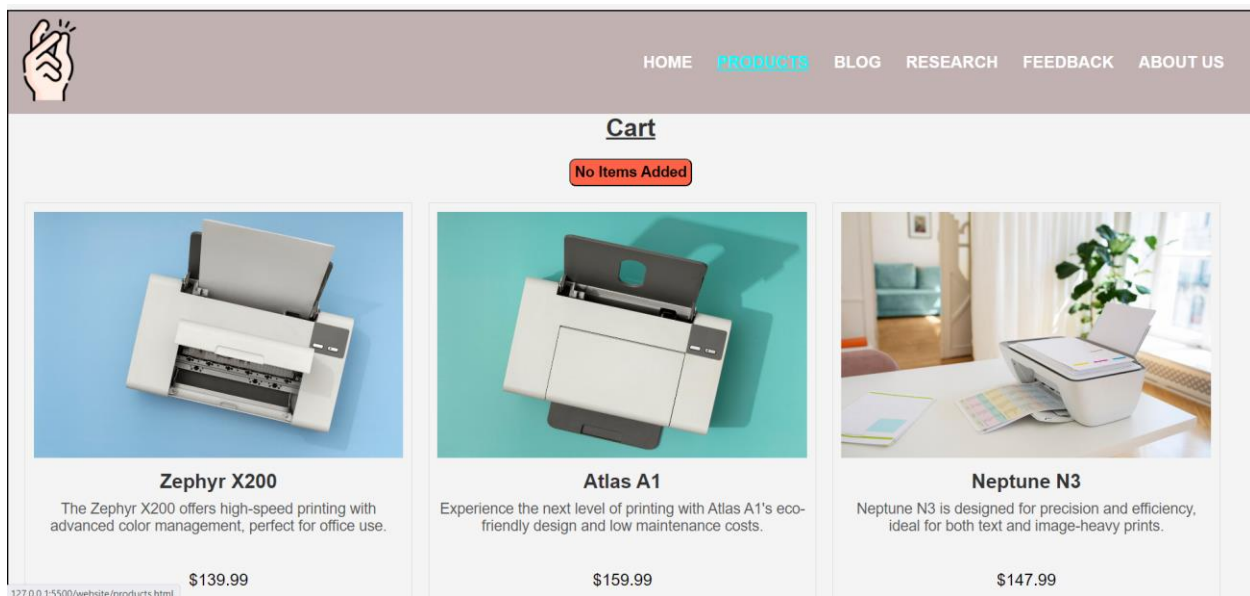 HOME PRODUCTS BLOG RESEARCH FEEDBACK ABOUT US
Cart
No Items Added
Zephyr X200
The Zephyr X200 offers high-speed printing with
advanced color management, perfect for office use.
$139.99
Atlas A1
Experience the next level of printing with Atlas A1's eco-
friendly design and low maintenance costs.
$159.99
Neptune N3
Neptune N3 is designed for precision and efficiency,
ideal for both text and image-heavy prints.
$147.99
127.0.0.1:5500/website/products.html